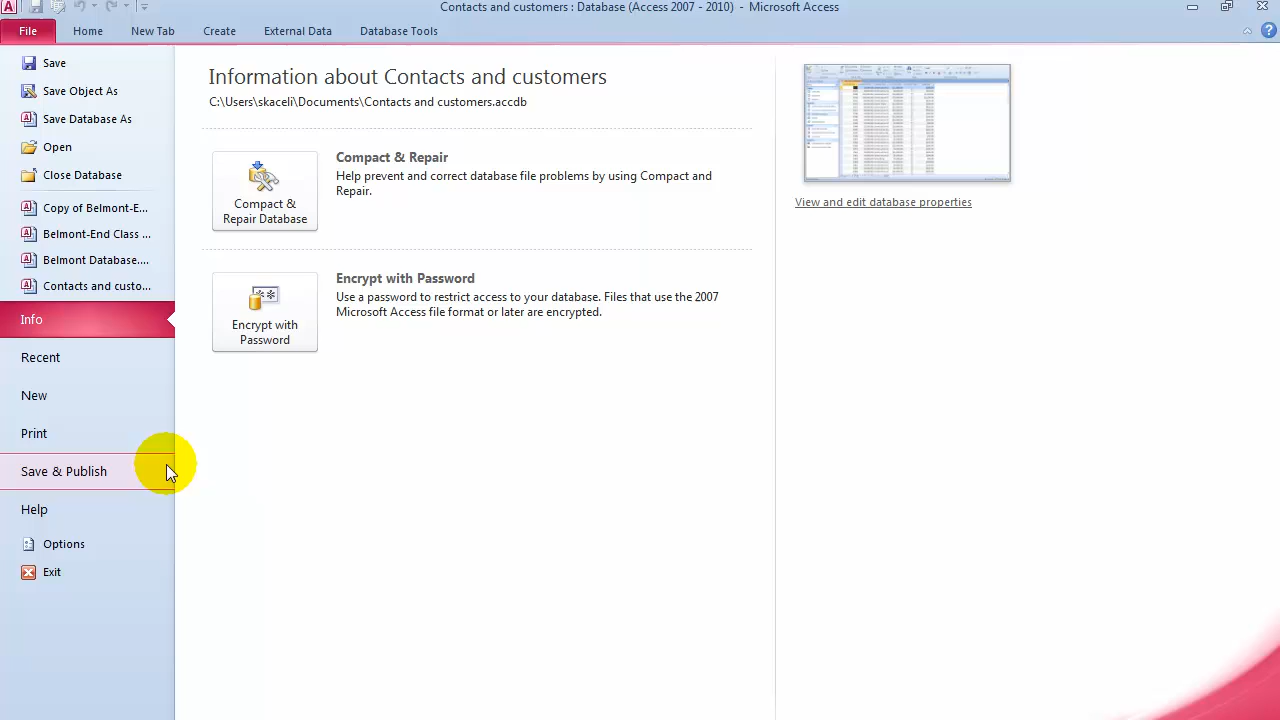 Contacts and customers : Database (Access 2007 - 2010) - Microsoft Access
File
Home
New Tab
Create
External Data
Database Tools
Save
Save Object As
Save Database As
Open
Close Database
Copy of Belmont-E...
Belmont-End Class ...
Belmont Database....
Contacts and custo...
Info
Recent
New
Print
Save & Publish
Help
Options
Exit
Information about Contacts and customers
C:\Users\skacell\Documents\Contacts and customers.accdb
Compact &
Repair Database
Compact & Repair
Help prevent and correct database file problems by using Compact and
Repair.
Encrypt with
Password
Encrypt with Password
Use a password to restrict access to your database. Files that use the 2007
Microsoft Access file format or later are encrypted.
View and edit database properties